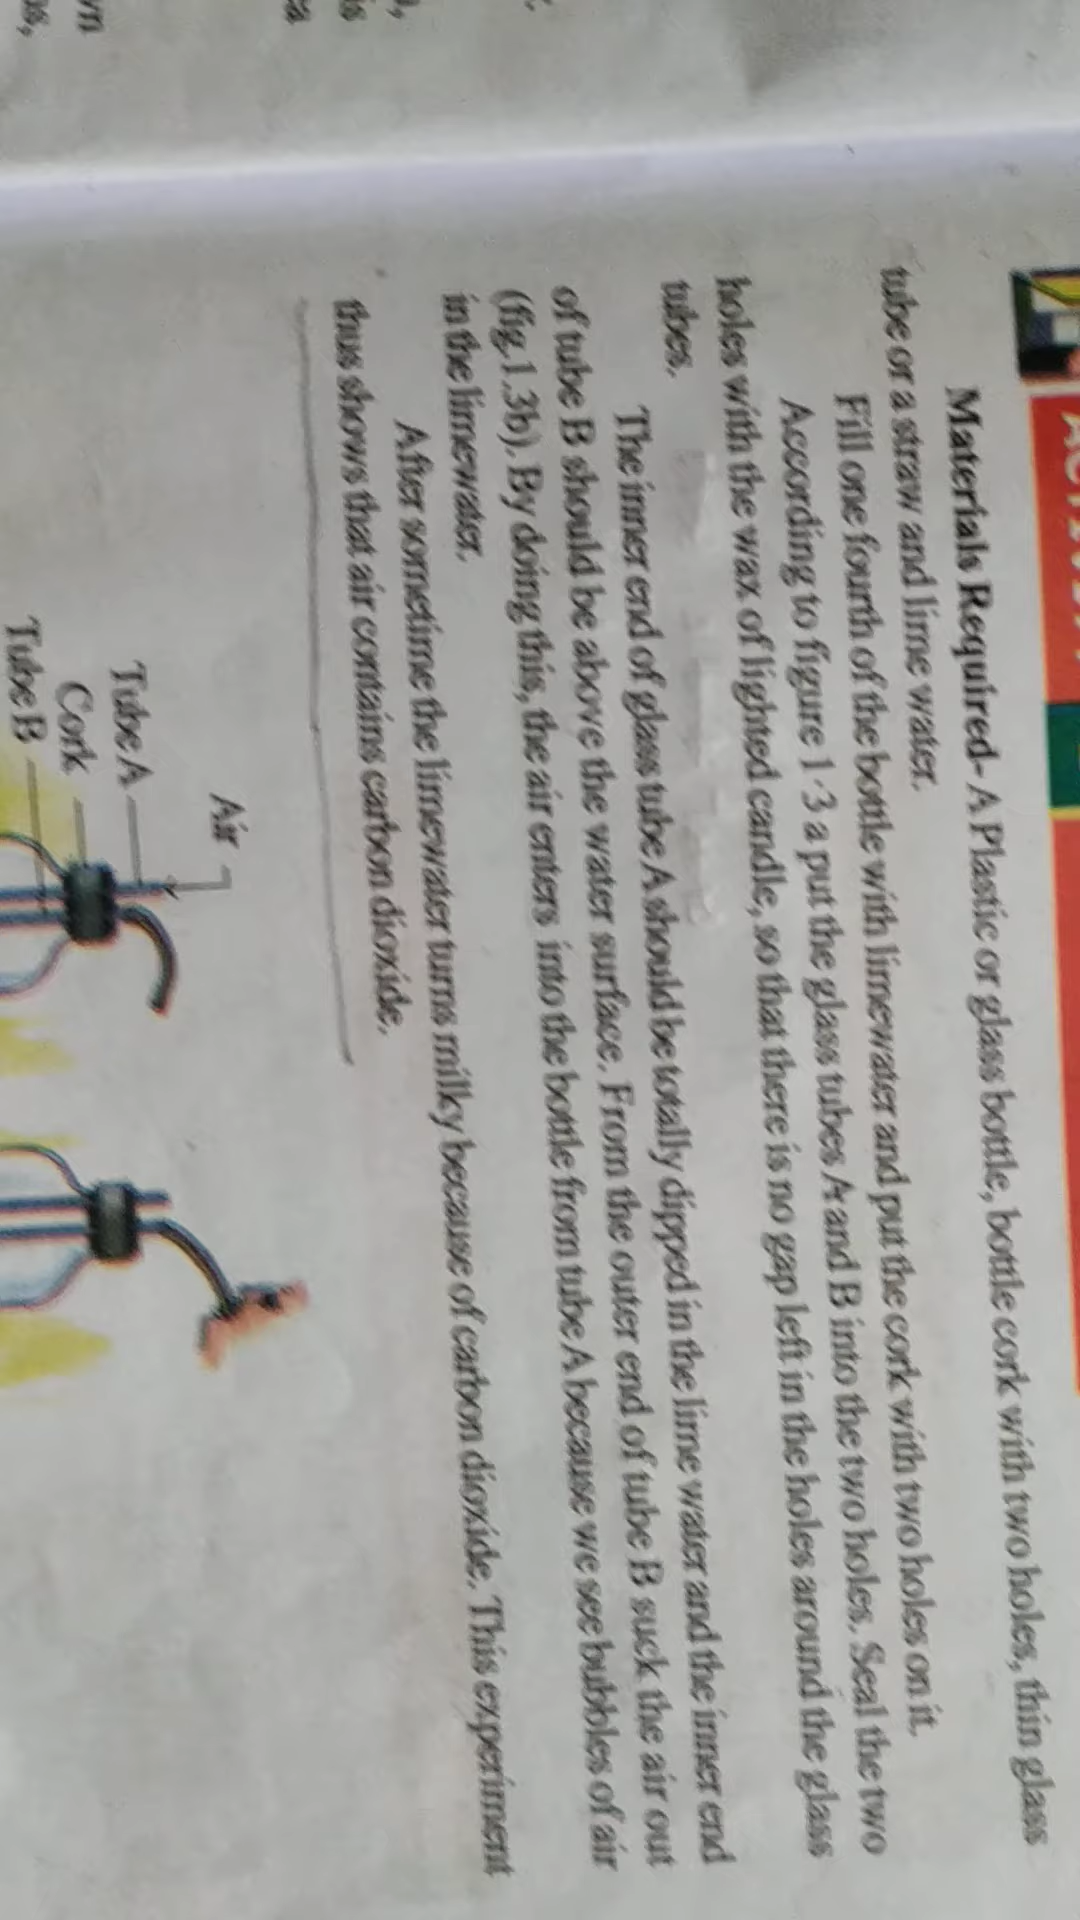 Materials Required- A Plastic or glass bottle, bottle cork with two holes, thin glass
tube or a straw and lime water.
Fill one fourth of the bottle with limewater and put the cork with two holes on it.
According to figure 1·3 a put the glass tubes A and B into the two holes. Seal the two
holes with the wax of lighted candle, so that there is no gap left in the holes around the glass
tubes.
The inner end of glass tube A should be totally dipped in the lime water and the inner end
of tube B should be above the water surface. From the outer end of tube B suck the air out
(fig.1.3b). By doing this, the air enters into the bottle from tube A because we see bubbles of air
in the limewater.
After sometime the limewater turns milky because of carbon dioxide. This experiment
thus shows that air contains carbon dioxide.
Air
Tube A
Cork
Tube B